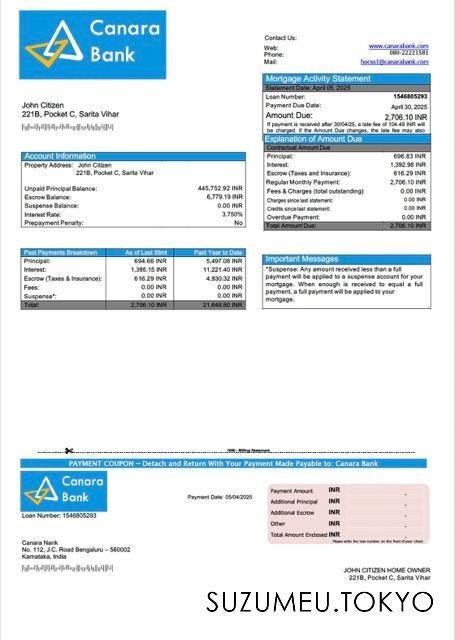 Canara
Bank
Contact Us:
Web: www.canarabank.com
Phone: 080-22221581
Mail: hocss1@canarabank.com
Mortgage Activity Statement
Statement Date: April 05, 2025
John Citizen
221B, Pocket C, Sarita Vihar
Loan Number: 1546805293
Payment Due Date: April 30, 2025
Amount Due: 2,706.10 INR
If payment is received after 30/04/25, a late fee of 104.49 INR will
be charged. If the Amount Due changes, the late fee may also
Explanation of Amount Due
Contractual Amount Due
Principal: 696.83 INR
Interest: 1,392.98 INR
Escrow (Taxes and Insurance): 616.29 INR
Regular Monthly Payment: 2,706.10 INR
Fees & Charges (total outstanding) 0.00 INR
Charges since last statement: 0.00 INR
Credits since last statement: 0.00 INR
Overdue Payment: 0.00 INR
Total Amount Due: 2,706.10 INR
Account Information
Property Address: John Citizen
221B, Pocket C, Sarita Vihar
Unpaid Principal Balance: 445,752.92 INR
Escrow Balance: 6,779.19 INR
Suspense Balance: 0.00 INR
Interest Rate: 3.750%
Prepayment Penalty: No
Past Payments Breakdown As of Last Stmt Paid Year to Date
Principal: 694.66 INR 5,497.08 INR
Interest: 1,395.15 INR 11,221.40 INR
Escrow (Taxes & Insurance): 616.29 INR 4,930.32 INR
Fees: 0.00 INR 0.00 INR
Suspense*: 0.00 INR 0.00 INR
Total: 2,706.10 INR 21,648.80 INR
Important Messages
*Suspense: Any amount received less than a full
payment will be applied to a suspense account for your
mortgage. When enough is received to equal a full
payment, a full payment will be applied to your
mortgage.
PAYMENT COUPON – Detach and Return With Your Payment Made Payable to: Canara Bank
Canara
Bank
Loan Number: 1546805293
Payment Date: 05/04/2025
Payment Amount INR .
Additional Principal INR .
Additional Escrow INR .
Other INR .
Total Amount Enclosed INR .
Please write the loan number on the front of your check.
Canara Nank
No. 112, J.C. Road Bengaluru – 560002
Karnataka, India
JOHN CITIZEN HOME OWNER
221B, Pocket C, Sarita Vihar
SUZUMEU.TOKYO